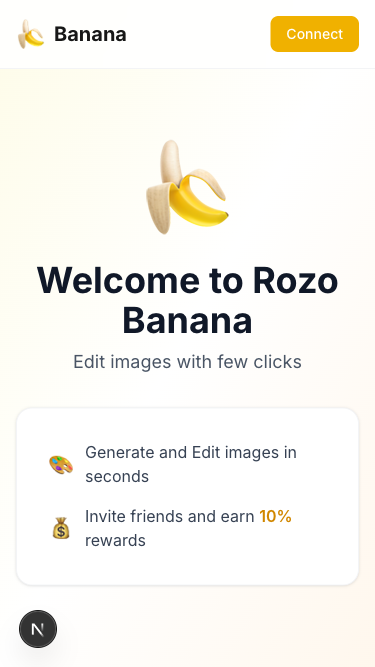 Banana
Connect
Welcome to Rozo
Banana
Edit images with few clicks
Generate and Edit images in
seconds
Invite friends and earn 10%
rewards
N